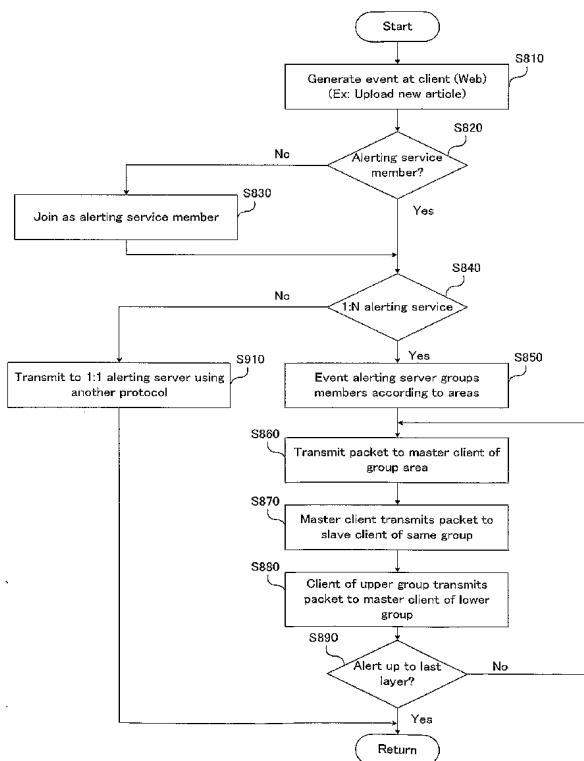 Start
S810
Generate event at client (Web)
(Ex: Upload new article)
S820
No
Alerting service
member?
S830
Yes
Join as alerting service member
S840
No
1:N alerting service
S910
Yes
S850
Transmit to 1:1 alerting server using
another protocol
Event alerting server groups
members according to areas
S860
Transmit packet to master client of
group area
S870
Master client transmits packet to
slave client of same group
S880
Client of upper group transmits
packet to master client of lower
group
S890
Alert up to last
layer?
No
Yes
Return